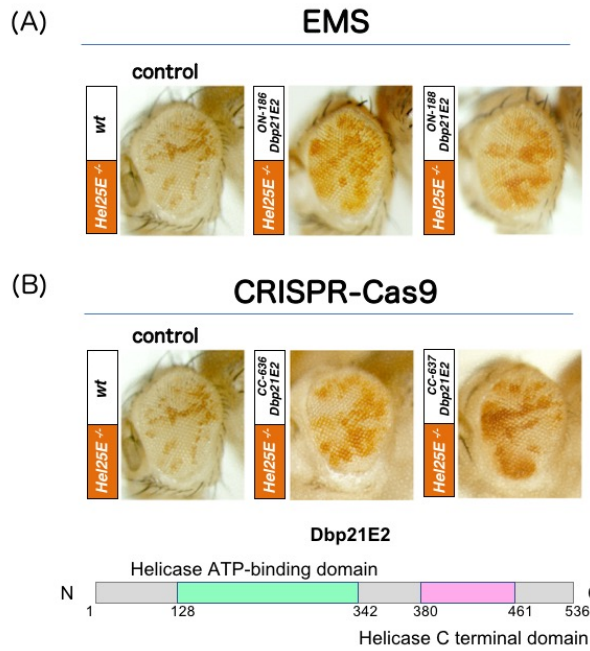 (A)
EMS
control
wt
Hel25E -/-
ON-186
Dbp21E2
Hel25E -/-
ON-188
Dbp21E2
Hel25E -/-
(B)
CRISPR-Cas9
control
wt
Hel25E -/-
CC-636
Dbp21E2
Hel25E -/-
CC-637
Dbp21E2
Hel25E -/-
Dbp21E2
Helicase ATP-binding domain
N
1 128 342 380 461 536
Helicase C terminal domain